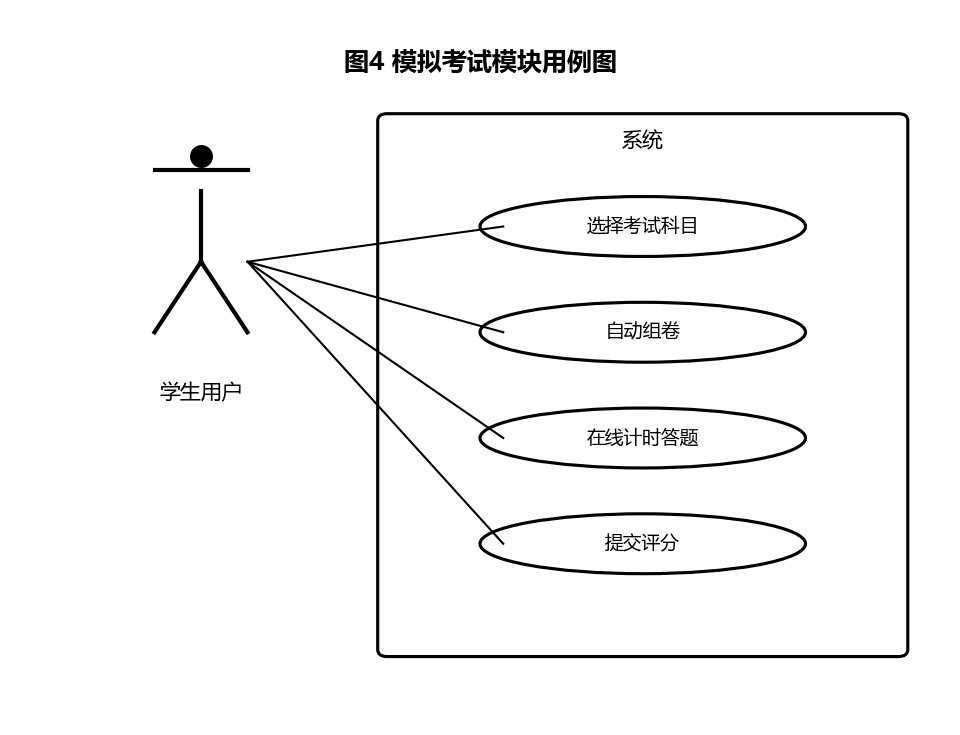 图4 模拟考试模块用例图
系统
选择考试科目
自动组卷
学生用户
在线计时答题
提交评分